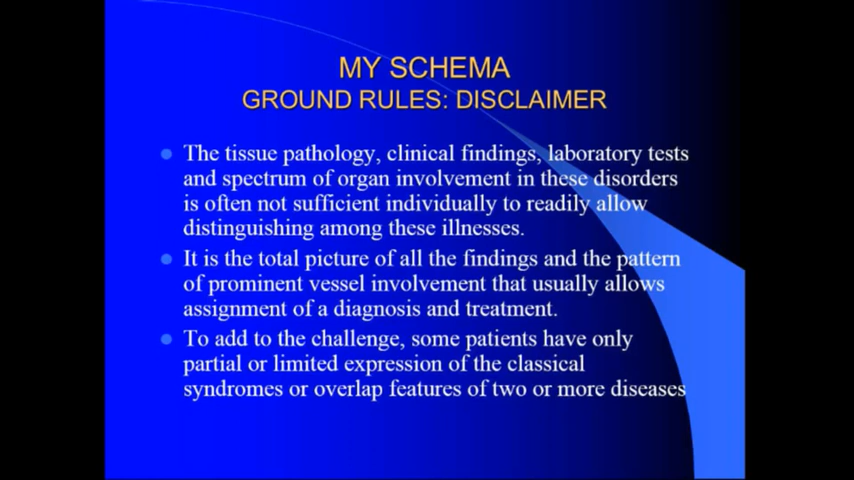 MY SCHEMA
GROUND RULES: DISCLAIMER
The tissue pathology, clinical findings, laboratory tests
and spectrum of organ involvement in these disorders
is often not sufficient individually to readily allow
distinguishing among these illnesses.
It is the total picture of all the findings and the pattern
of prominent vessel involvement that usually allows
assignment of a diagnosis and treatment.
To add to the challenge, some patients have only
partial or limited expression of the classical
syndromes or overlap features of two or more diseases